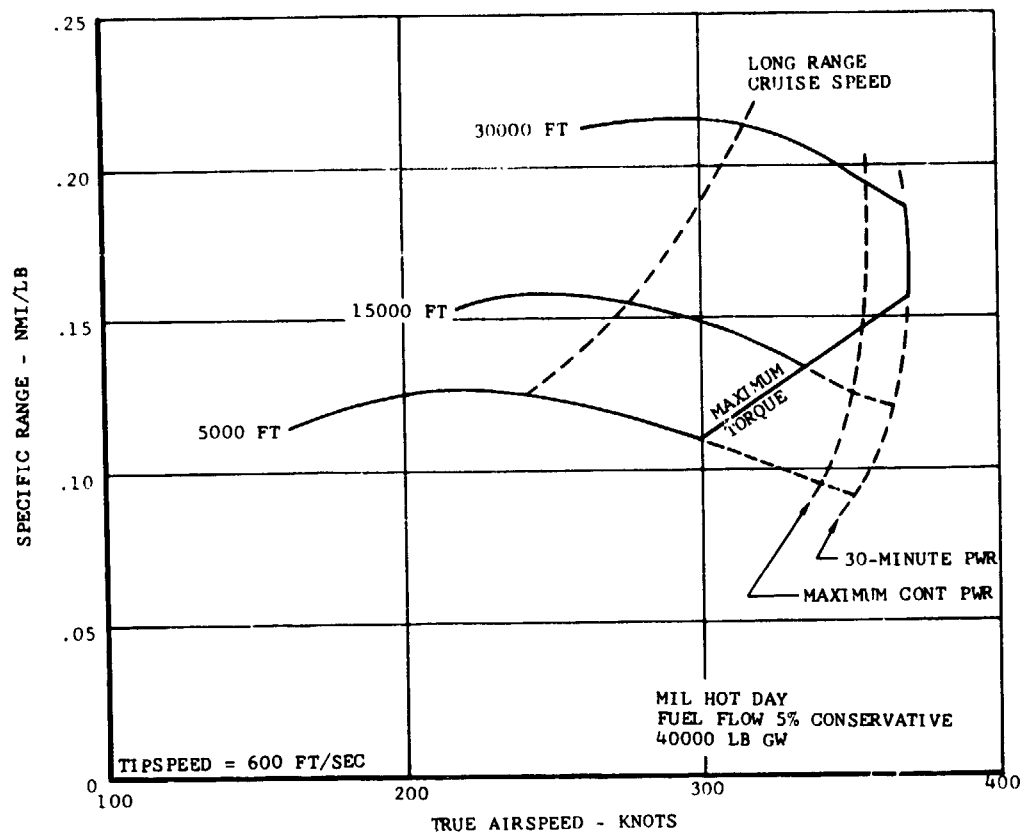 .25
.20
.15
.10
.05
0
SPECIFIC RANGE - NMI/LB
LONG RANGE
CRUISE SPEED
30000 FT
15000 FT
5000 FT
MAXIMUM
TORQUE
30-MINUTE PWR
MAXIMUM CONT PWR
MIL HOT DAY
FUEL FLOW 5% CONSERVATIVE
40000 LB GW
TIPSPEED = 600 FT/SEC
100
200
300
400
TRUE AIRSPEED - KNOTS